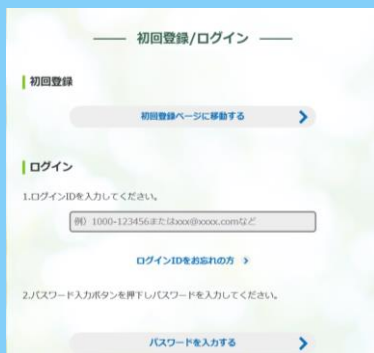 初回登録/ログイン
初回登録
初回登録ページに移動する
ログイン
1.ログインIDを入力してください。
例）1000-123456またはxxx@xxxx.comなど
ログインIDをお忘れの方
2.パスワード入力ボタンを押下しパスワードを入力してください。
パスワードを入力する